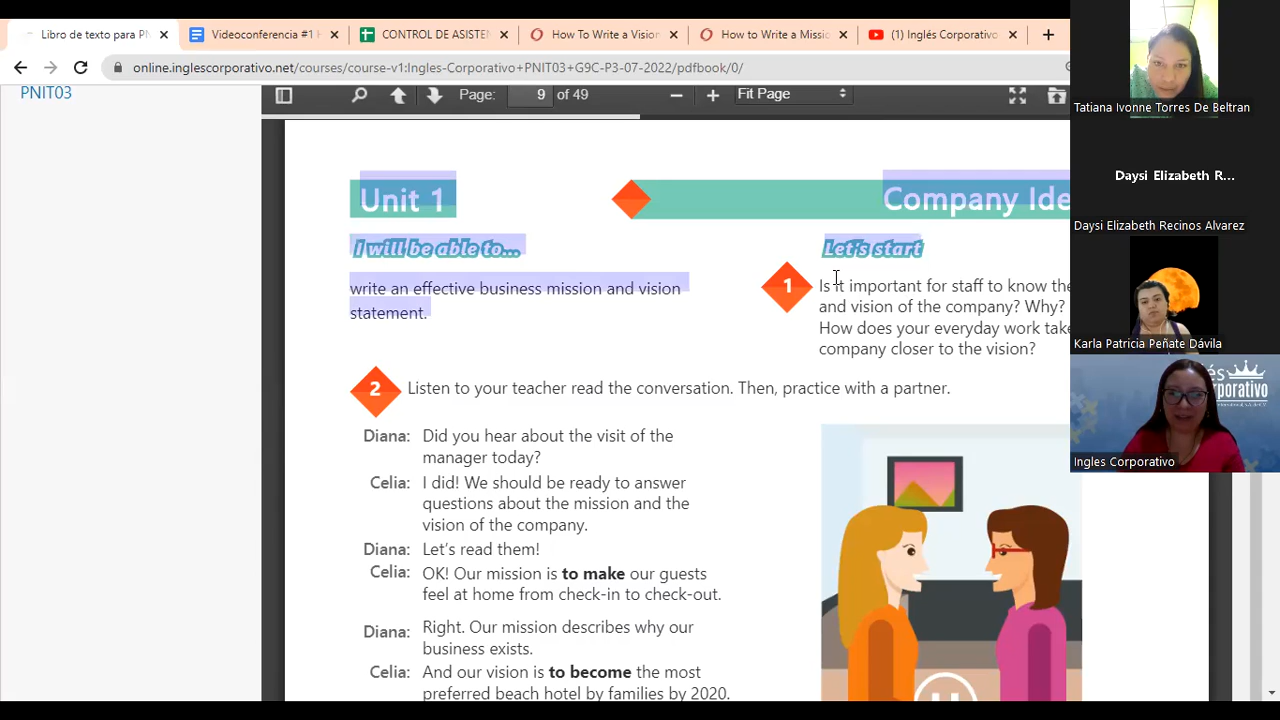 Libro de texto para PN
Videoconferencia #1
CONTROL DE ASISTEN
How To Write a Vision
How to Write a Missio
(1) Inglés Corporativo
online.inglescorporativo.net/courses/course-v1:Ingles-Corporativo+PNIT03+G9C-P3-07-2022/pdfbook/0/
PNIT03
Page: 9 of 49
Fit Page
Unit 1
Company Ide
I will be able to...
write an effective business mission and vision
statement.
Let's start
1
Is it important for staff to know the
and vision of the company? Why?
How does your everyday work take
company closer to the vision?
2
Listen to your teacher read the conversation. Then, practice with a partner.
Diana: Did you hear about the visit of the
manager today?
Celia: I did! We should be ready to answer
questions about the mission and the
vision of the company.
Diana: Let's read them!
Celia: OK! Our mission is to make our guests
feel at home from check-in to check-out.
Diana: Right. Our mission describes why our
business exists.
Celia: And our vision is to become the most
preferred beach hotel by families by 2020.
Tatiana Ivonne Torres De Beltran
Daysi Elizabeth R...
Daysi Elizabeth Recinos Alvarez
Karla Patricia Peñate Dávila
Ingles Corporativo